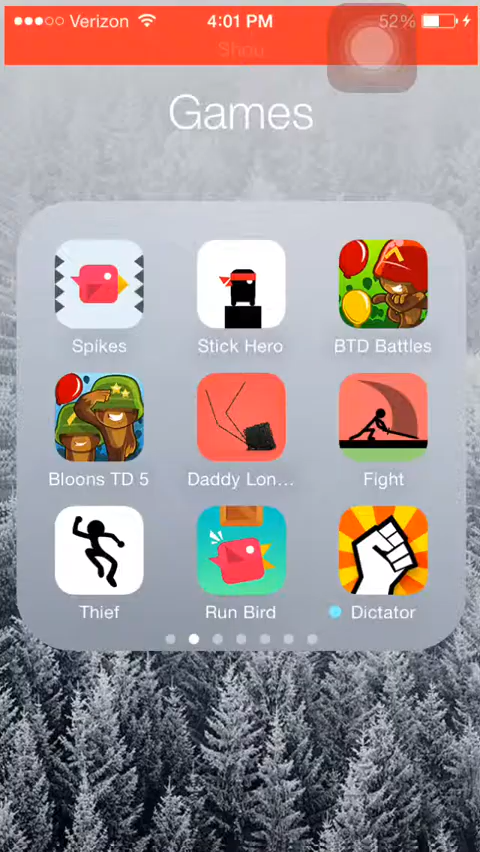 Verizon 4:01 PM 52%
Shou
Games
Spikes Stick Hero BTD Battles
Bloons TD 5 Daddy Lon... Fight
Thief Run Bird Dictator